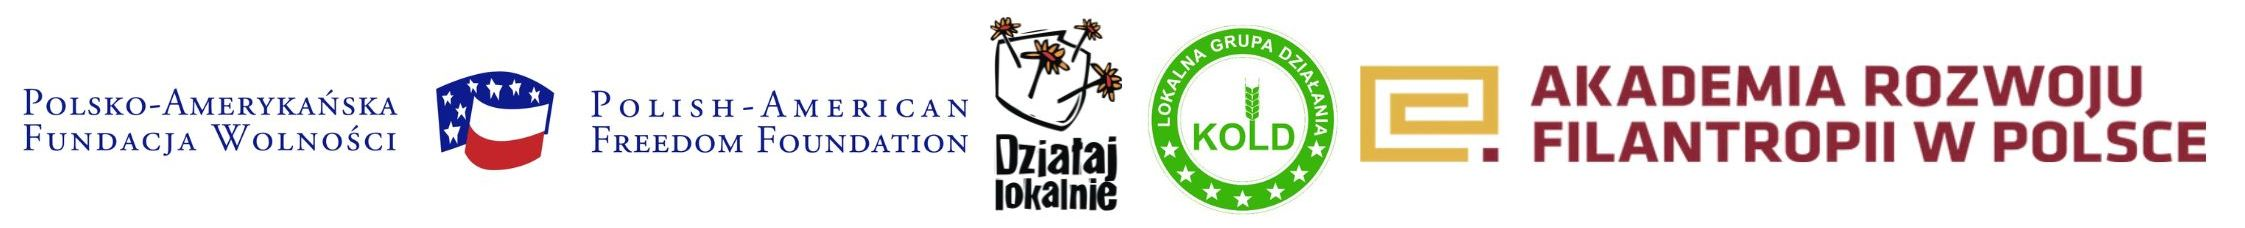 POLSKO-AMERYKAŃSKA
FUNDACJA WOLNOŚCI
POLISH-AMERICAN
FREEDOM FOUNDATION
Działaj
lokalnie
LOKALNA GRUPA DZIAŁANIA
KOLD
AKADEMIA ROZWOJU
FILANTROPII W POLSCE